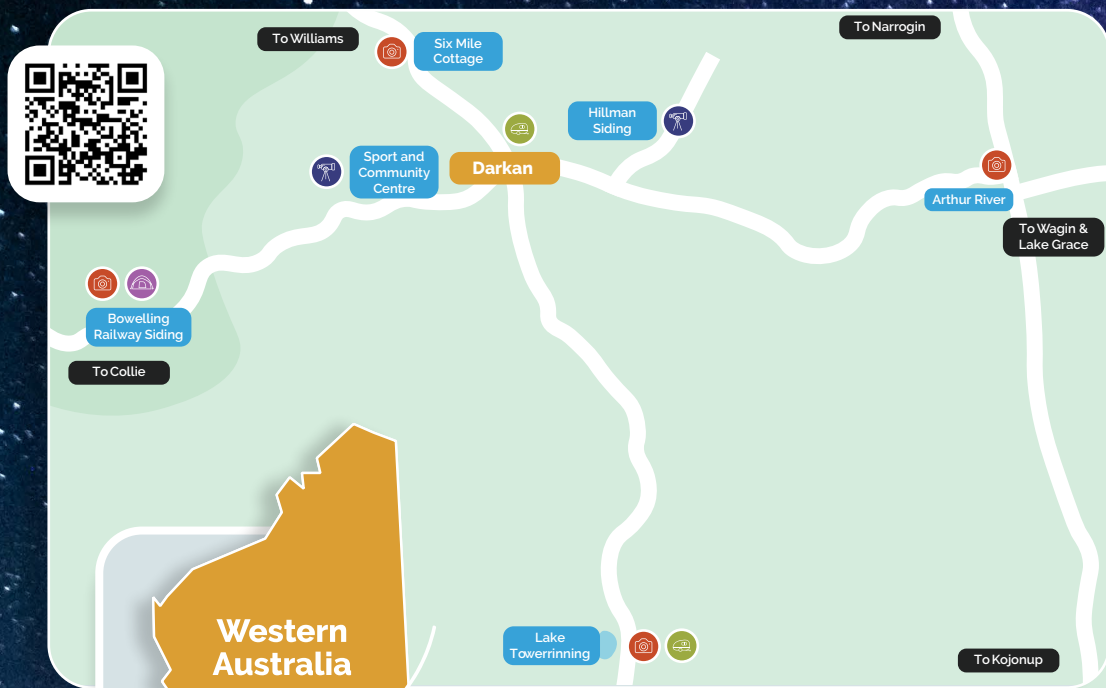 To Williams
Six Mile
Cottage
To Narrogin
Hillman
Siding
Sport and
Community
Centre
Darkan
Arthur River
To Wagin &
Lake Grace
Bowelling
Railway Siding
To Collie
Western
Australia
Lake
Towerrinning
To Kojonup